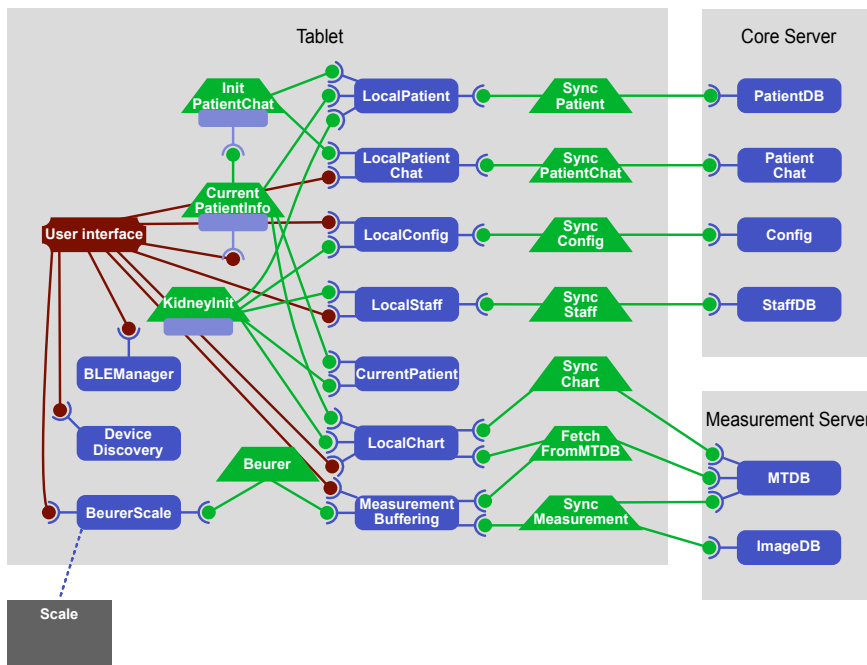 Tablet
Core Server
Init
PatientChat
LocalPatient
Sync
Patient
PatientDB
LocalPatient
Chat
Sync
PatientChat
Patient
Chat
Current
PatientInfo
User interface
LocalConfig
Sync
Config
Config
KidneyInit
LocalStaff
Sync
Staff
StaffDB
BLEManager
CurrentPatient
Sync
Chart
Measurement Server
Device
Discovery
LocalChart
Fetch
FromMTDB
Beurer
MTDB
BeurerScale
Measurement
Buffering
Sync
Measurement
ImageDB
Scale